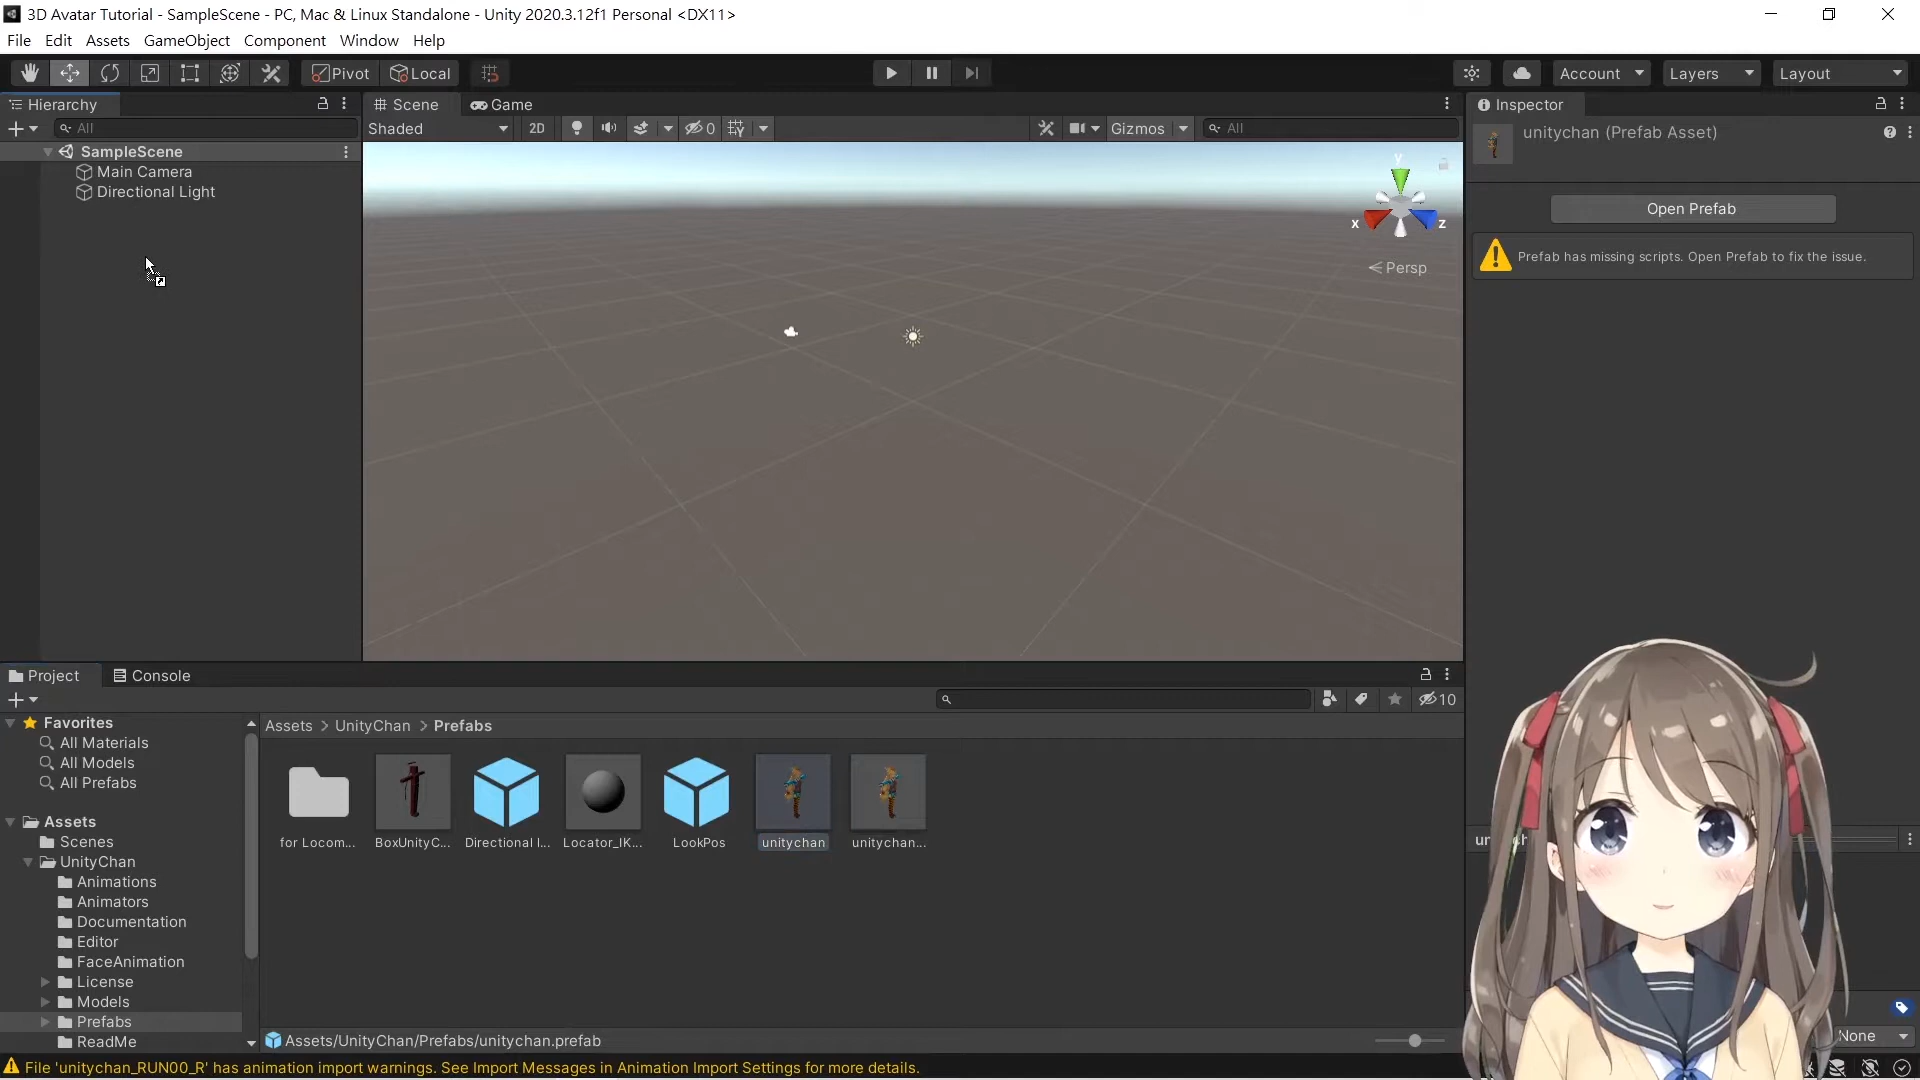 3D Avatar Tutorial - SampleScene - PC, Mac & Linux Standalone - Unity 2020.3.12f1 Personal <DX11>
File Edit Assets GameObject Component Window Help
Pivot Local Account Layers Layout
Hierarchy Scene Game Inspector
All Shaded 2D 0 Gizmos All unitychan (Prefab Asset)
SampleScene
Main Camera
Directional Light
y
x z
Persp
Open Prefab
Prefab has missing scripts. Open Prefab to fix the issue.
Project Console
10
Favorites
All Materials
All Models
All Prefabs
Assets
Scenes
UnityChan
Animations
Animators
Documentation
Editor
FaceAnimation
License
Models
Prefabs
ReadMe
Assets > UnityChan > Prefabs
for Locom... BoxUnityC... Directional l... Locator_IK... LookPos unitychan unitychan...
Assets/UnityChan/Prefabs/unitychan.prefab
None
File 'unitychan_RUN00_R' has animation import warnings. See Import Messages in Animation Import Settings for more details.